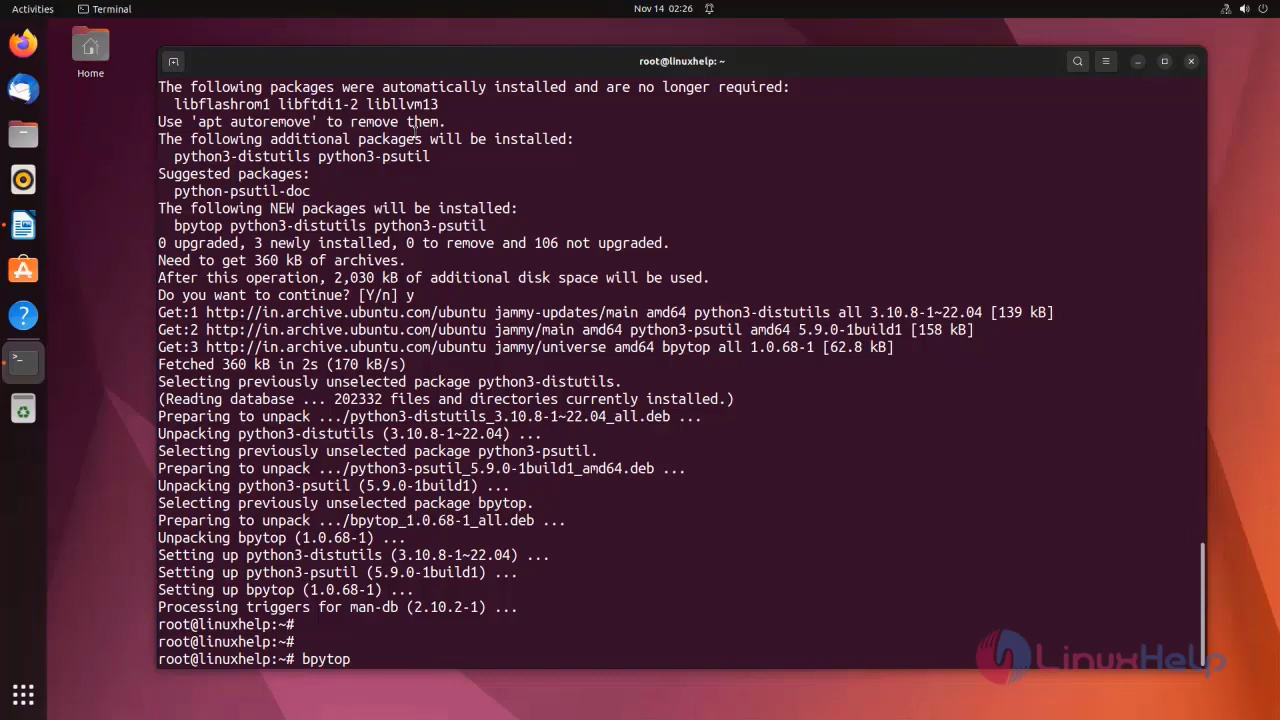 Activities
Terminal
Nov 14 02:26
Home
root@linuxhelp: ~
The following packages were automatically installed and are no longer required:
libflashrom1 libftdi1-2 libllvm13
Use 'apt autoremove' to remove them.
The following additional packages will be installed:
python3-distutils python3-psutil
Suggested packages:
python-psutil-doc
The following NEW packages will be installed:
bpytop python3-distutils python3-psutil
0 upgraded, 3 newly installed, 0 to remove and 106 not upgraded.
Need to get 360 kB of archives.
After this operation, 2,030 kB of additional disk space will be used.
Do you want to continue? [Y/n] y
Get:1 http://in.archive.ubuntu.com/ubuntu jammy-updates/main amd64 python3-distutils all 3.10.8-1~22.04 [139 kB]
Get:2 http://in.archive.ubuntu.com/ubuntu jammy/main amd64 python3-psutil amd64 5.9.0-1build1 [158 kB]
Get:3 http://in.archive.ubuntu.com/ubuntu jammy/universe amd64 bpytop all 1.0.68-1 [62.8 kB]
Fetched 360 kB in 2s (170 kB/s)
Selecting previously unselected package python3-distutils.
(Reading database ... 202332 files and directories currently installed.)
Preparing to unpack .../python3-distutils_3.10.8-1~22.04_all.deb ...
Unpacking python3-distutils (3.10.8-1~22.04) ...
Selecting previously unselected package python3-psutil.
Preparing to unpack .../python3-psutil_5.9.0-1build1_amd64.deb ...
Unpacking python3-psutil (5.9.0-1build1) ...
Selecting previously unselected package bpytop.
Preparing to unpack .../bpytop_1.0.68-1_all.deb ...
Unpacking bpytop (1.0.68-1) ...
Setting up python3-distutils (3.10.8-1~22.04) ...
Setting up python3-psutil (5.9.0-1build1) ...
Setting up bpytop (1.0.68-1) ...
Processing triggers for man-db (2.10.2-1) ...
root@linuxhelp:~#
root@linuxhelp:~#
root@linuxhelp:~# bpytop
LinuxHelp